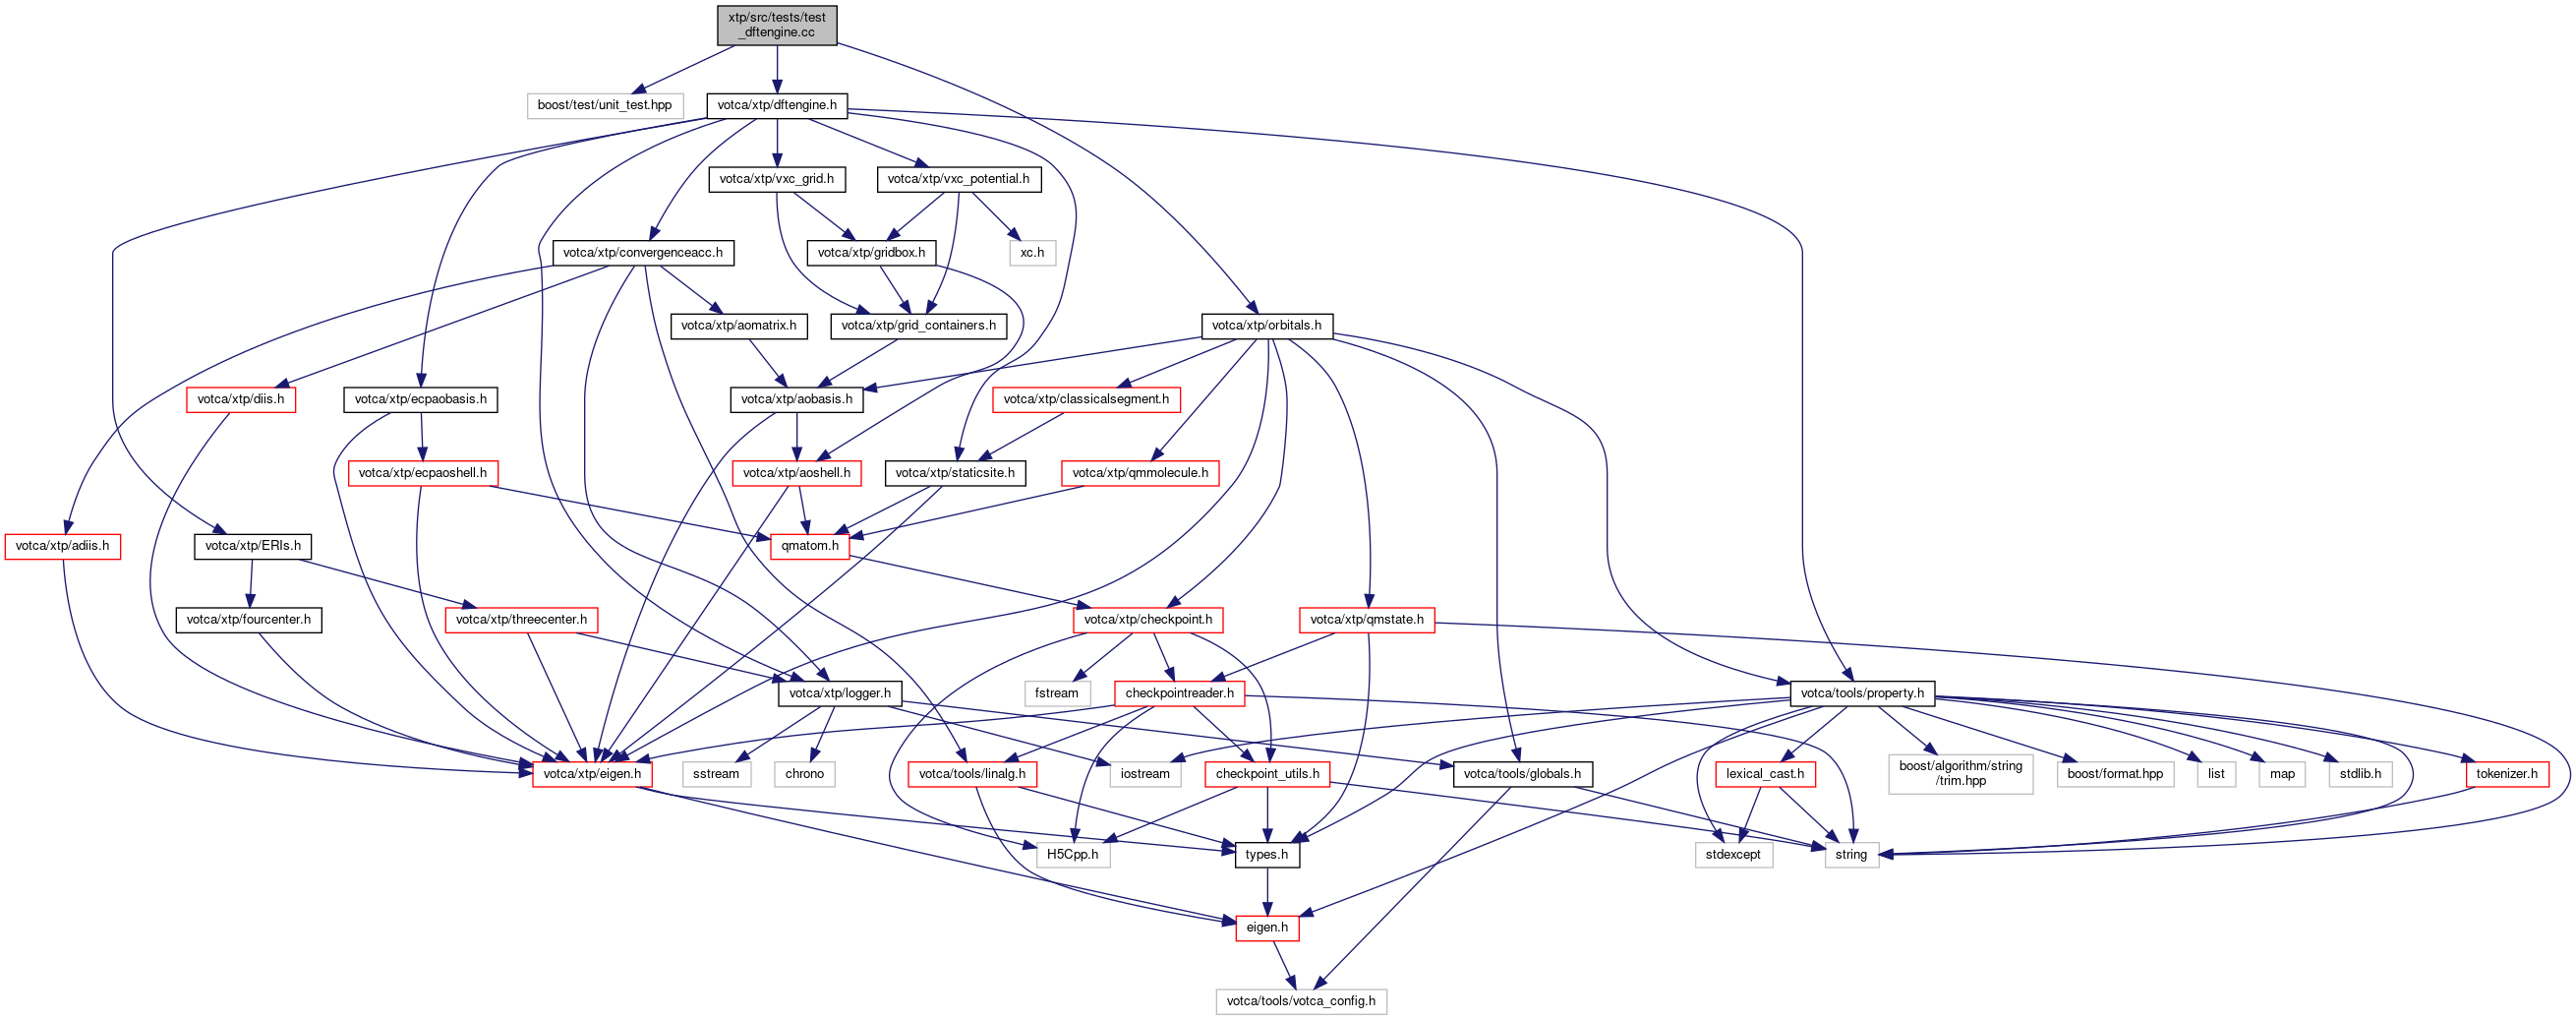 xtp/src/tests/test
_dftengine.cc
boost/test/unit_test.hpp
votca/xtp/dftengine.h
votca/xtp/vxc_grid.h
votca/xtp/vxc_potential.h
votca/xtp/convergenceacc.h
votca/xtp/gridbox.h
xc.h
votca/xtp/aomatrix.h
votca/xtp/grid_containers.h
votca/xtp/orbitals.h
votca/xtp/diis.h
votca/xtp/ecpaobasis.h
votca/xtp/aobasis.h
votca/xtp/classicalsegment.h
votca/xtp/ecpaoshell.h
votca/xtp/aoshell.h
votca/xtp/staticsite.h
votca/xtp/qmmolecule.h
votca/xtp/adiis.h
votca/xtp/ERIs.h
qmatom.h
votca/xtp/fourcenter.h
votca/xtp/threecenter.h
votca/xtp/checkpoint.h
votca/xtp/qmstate.h
votca/xtp/logger.h
fstream
checkpointreader.h
votca/tools/property.h
votca/xtp/eigen.h
sstream
chrono
votca/tools/linalg.h
iostream
checkpoint_utils.h
votca/tools/globals.h
lexical_cast.h
boost/algorithm/string
/trim.hpp
boost/format.hpp
list
map
stdlib.h
tokenizer.h
H5Cpp.h
types.h
stdexcept
string
eigen.h
votca/tools/votca_config.h